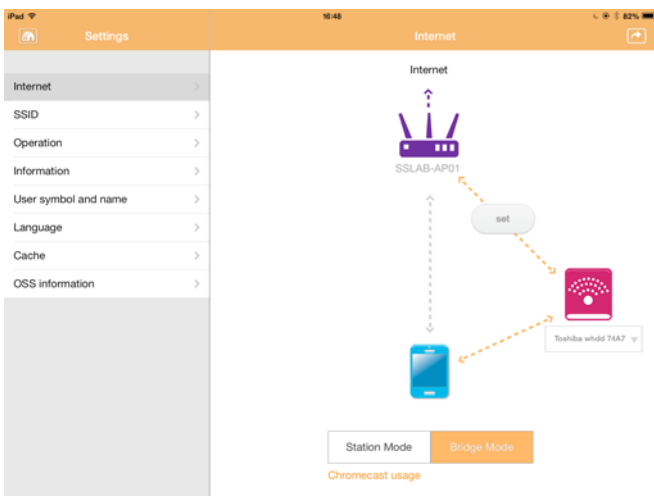 iPad 16:48 82%
Settings Internet
Internet
Internet
SSID
Operation
Information
SSLAB-AP01
User symbol and name
set
Language
Cache
OSS information
Toshiba whdd 74A7
Station Mode Bridge Mode
Chromecast usage